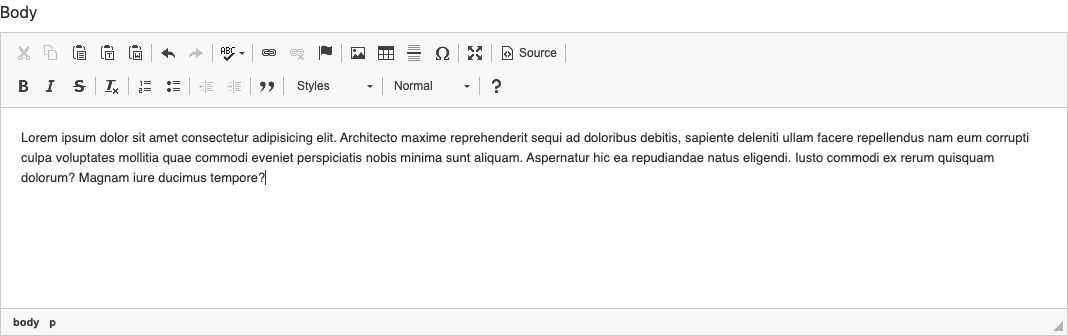 Body
ABC
Source
B I S Tx
Styles
Normal
?
Lorem ipsum dolor sit amet consectetur adipisicing elit. Architecto maxime reprehenderit sequi ad doloribus debitis, sapiente deleniti ullam facere repellendus nam eum corrupti
culpa voluptates mollitia quae commodi eveniet perspiciatis nobis minima sunt aliquam. Aspernatur hic ea repudiandae natus eligendi. Iusto commodi ex rerum quisquam
dolorum? Magnam iure ducimus tempore?
body p